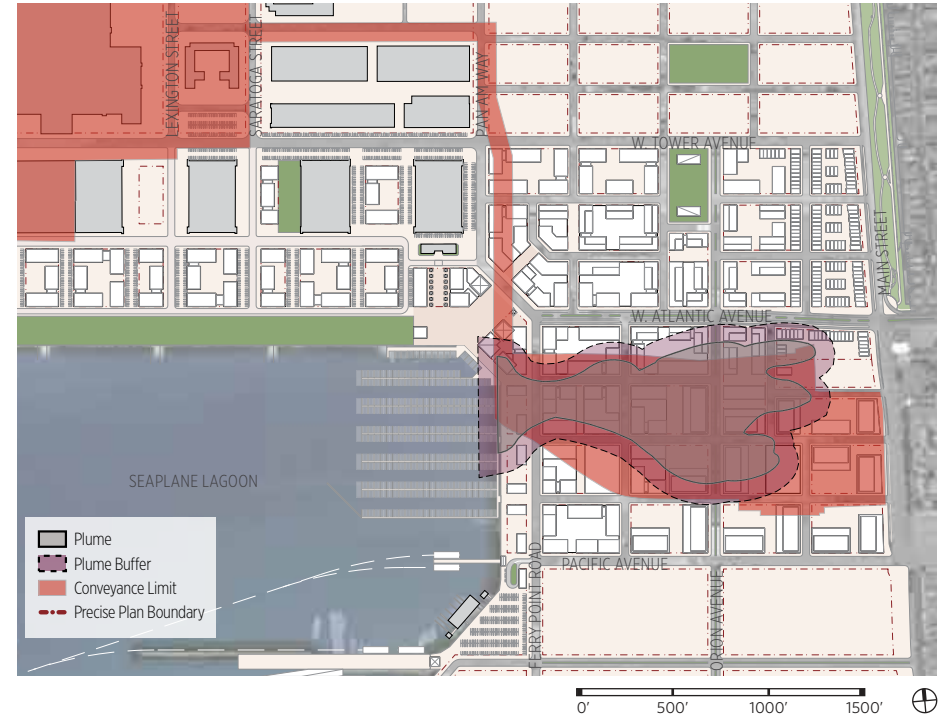 LEXINGTON STREET
SARATOGA STREET
PAN AM WAY
W. TOWER AVENUE
MAIN STREET
W. ATLANTIC AVENUE
SEAPLANE LAGOON
Plume
Plume Buffer
Conveyance Limit
Precise Plan Boundary
PACIFIC AVENUE
FERRY POINT ROAD
ORION AVENUE
0' 500' 1000' 1500'